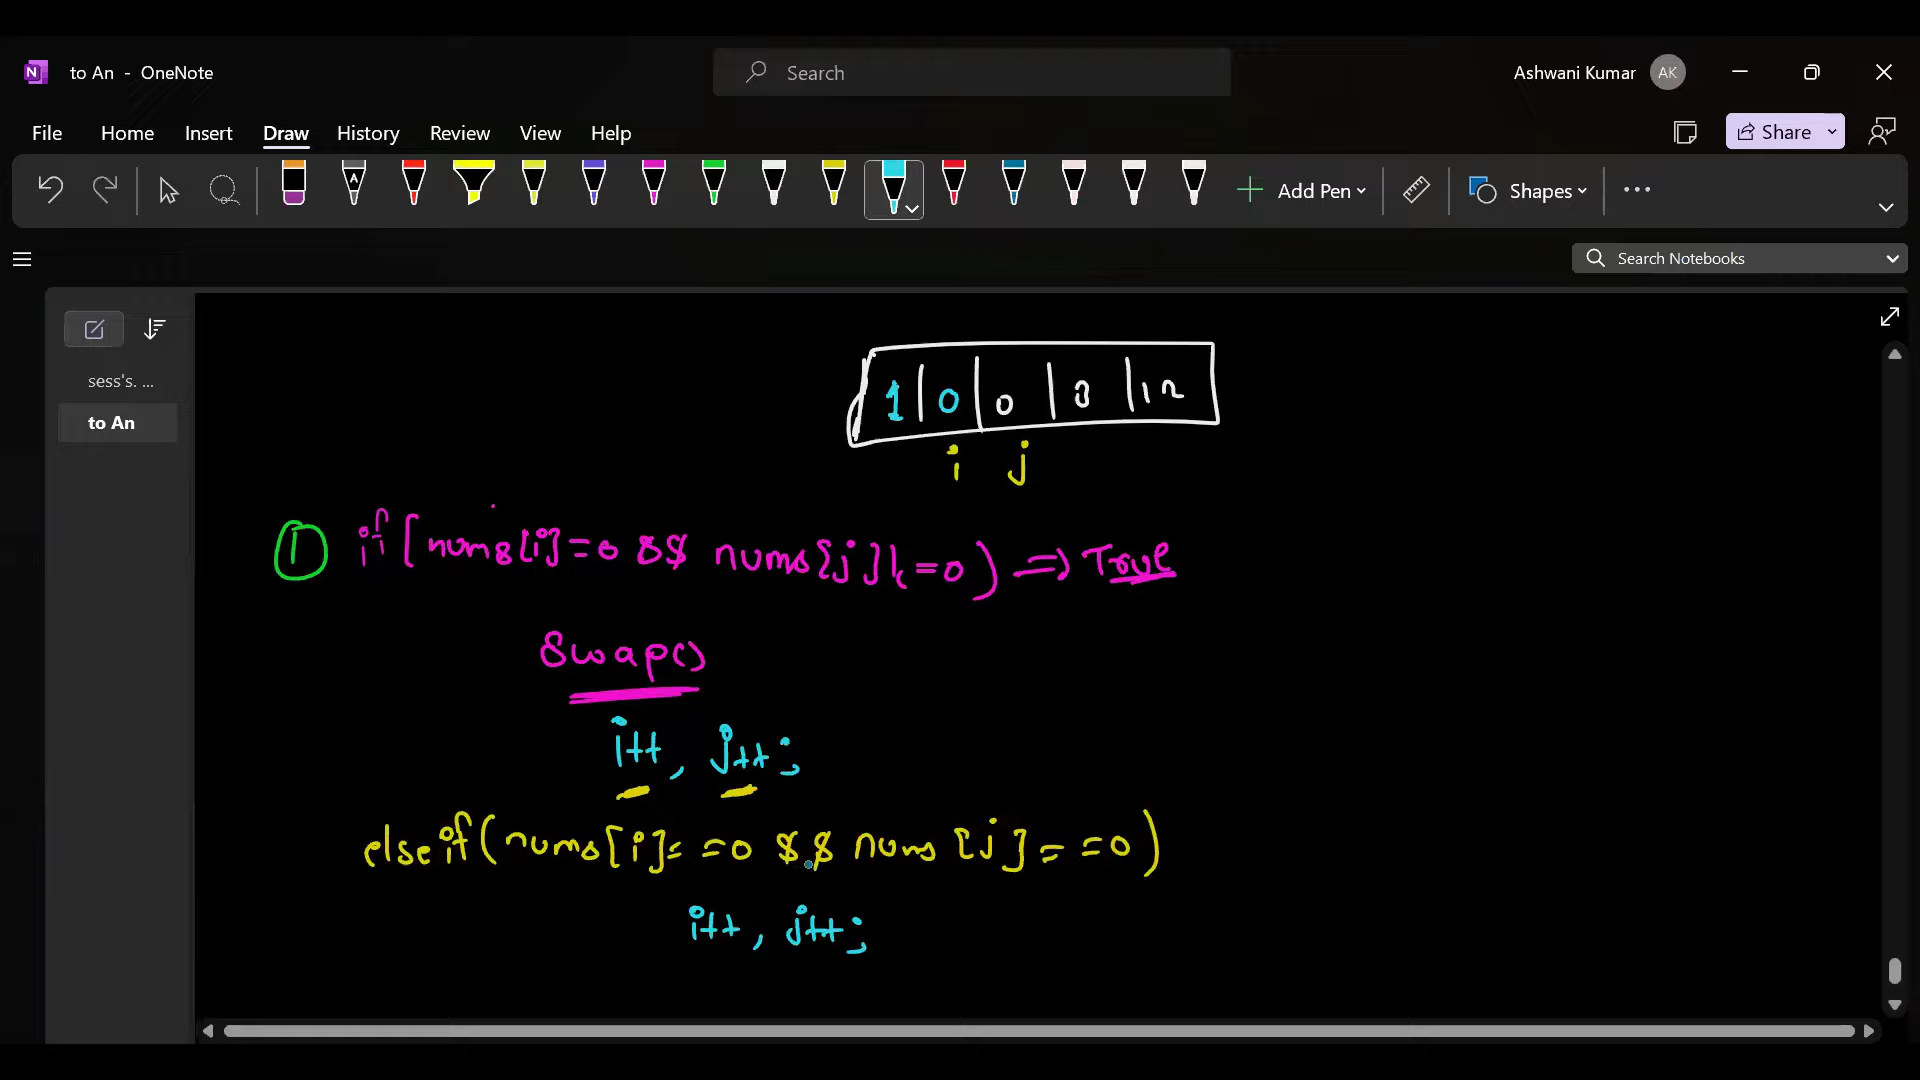 to An - OneNote
Search
Ashwani Kumar AK
File Home Insert Draw History Review View Help
Share
Add Pen
Shapes
Search Notebooks
sess's. ...
to An
1 | 0 | 0 | 3 | 12
i j
① if (nums[i]=0 && nums[j]!=0) => True
Swap()
i++, j++;
else if (nums[i]==0 && nums[j]==0)
i++, j++;